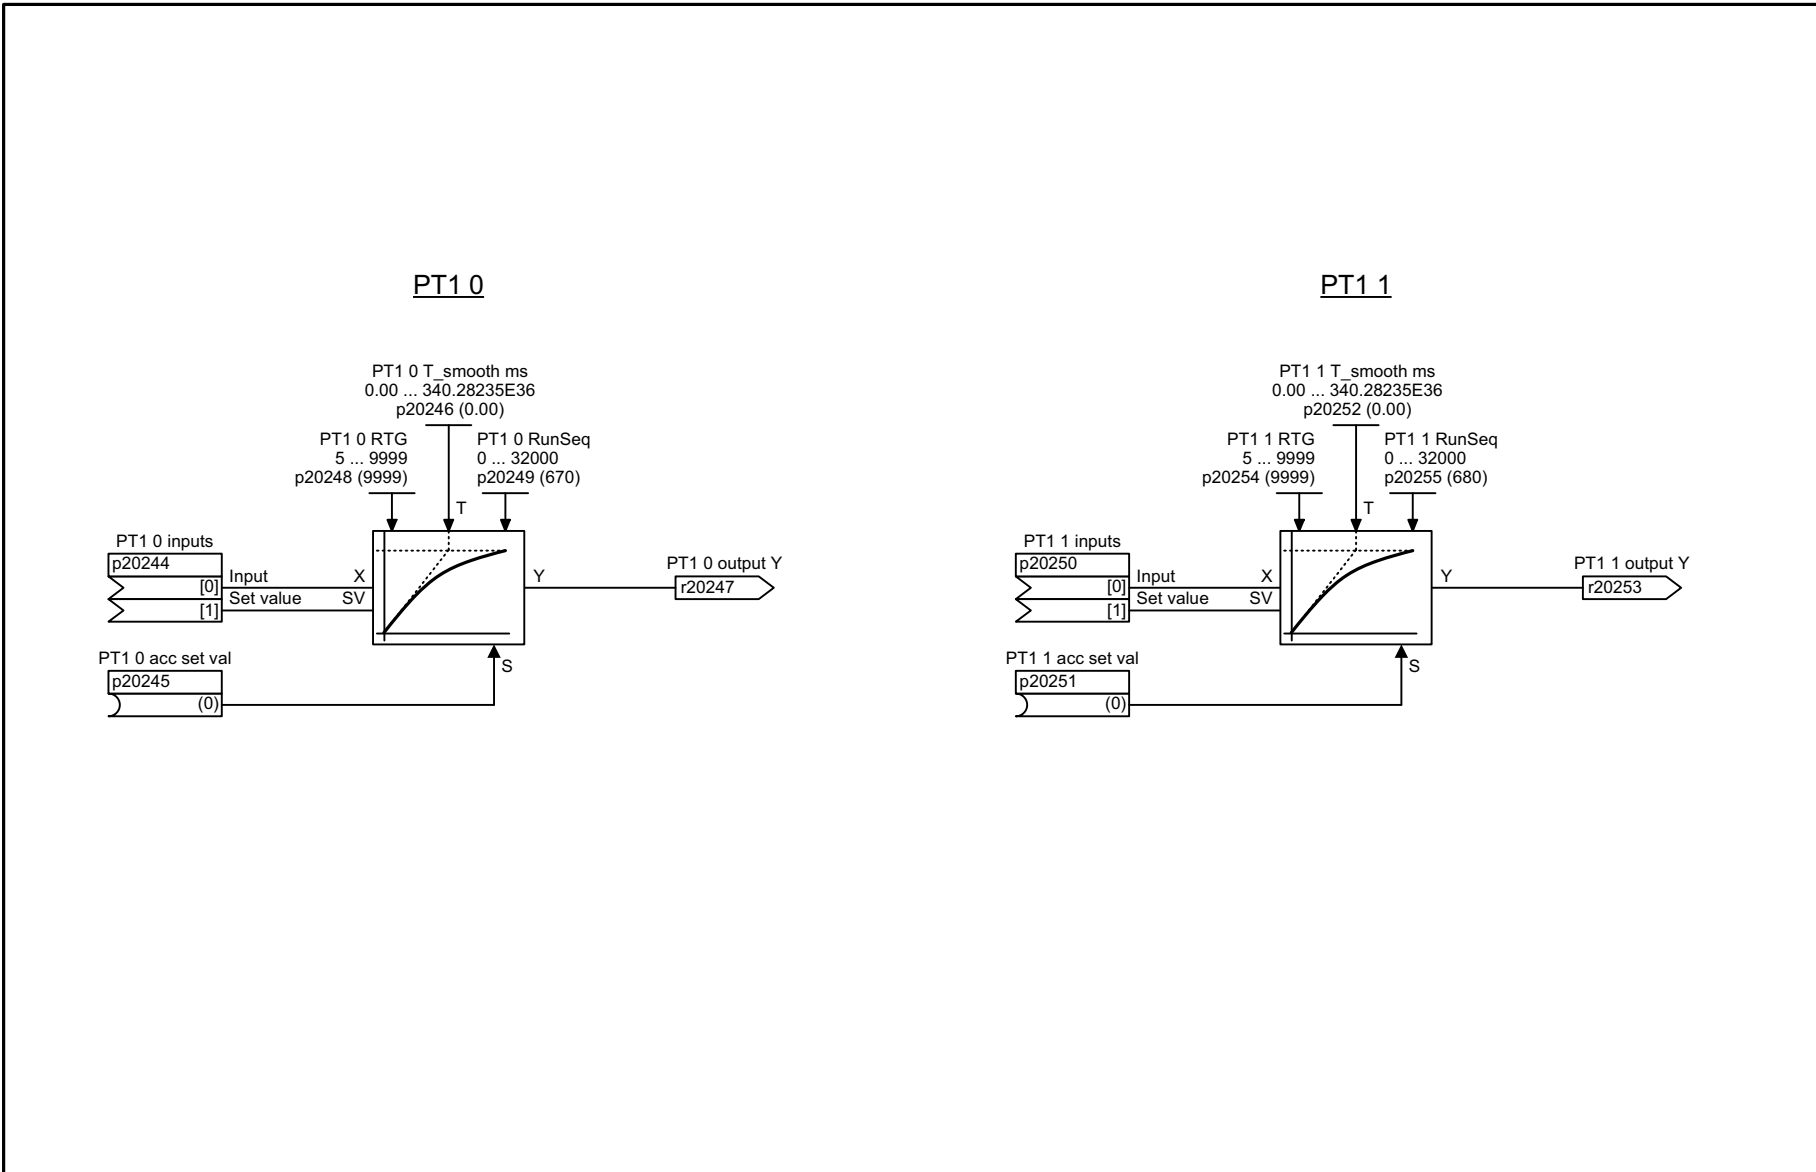 PT1 0
PT1 0 T_smooth ms
0.00 ... 340.28235E36
p20246 (0.00)
PT1 0 RTG
5 ... 9999
p20248 (9999)
PT1 0 RunSeq
0 ... 32000
p20249 (670)
T
PT1 0 inputs
p20244
[0]
[1]
Input
Set value
X
SV
Y
PT1 0 output Y
r20247
PT1 0 acc set val
p20245
(0)
S
PT1 1
PT1 1 T_smooth ms
0.00 ... 340.28235E36
p20252 (0.00)
PT1 1 RTG
5 ... 9999
p20254 (9999)
PT1 1 RunSeq
0 ... 32000
p20255 (680)
T
PT1 1 inputs
p20250
[0]
[1]
Input
Set value
X
SV
Y
PT1 1 output Y
r20253
PT1 1 acc set val
p20251
(0)
S